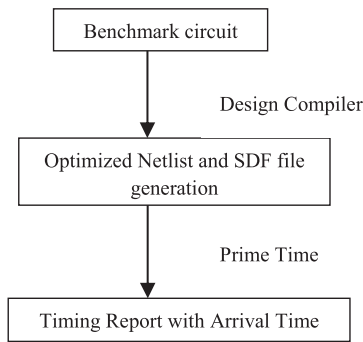 Benchmark circuit
Design Compiler
Optimized Netlist and SDF file
generation
Prime Time
Timing Report with Arrival Time